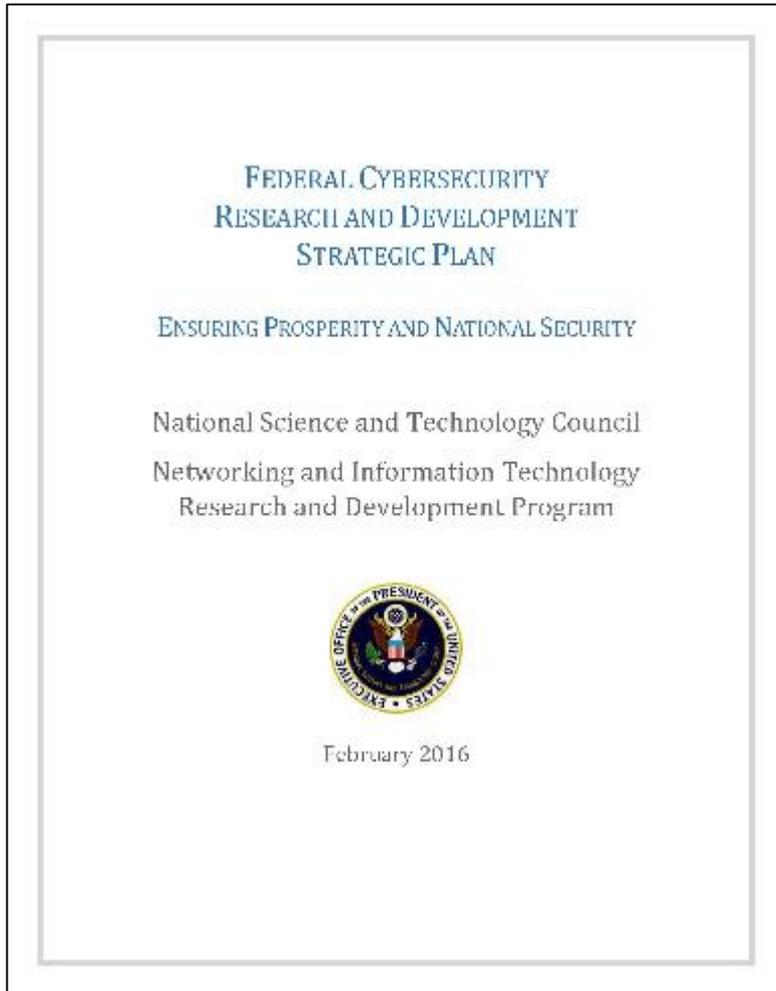 FEDERAL CYBERSECURITY
RESEARCH AND DEVELOPMENT
STRATEGIC PLAN
ENSURING PROSPERITY AND NATIONAL SECURITY
National Science and Technology Council
Networking and Information Technology
Research and Development Program
EXECUTIVE OFFICE OF THE PRESIDENT OF THE UNITED STATES
February 2016